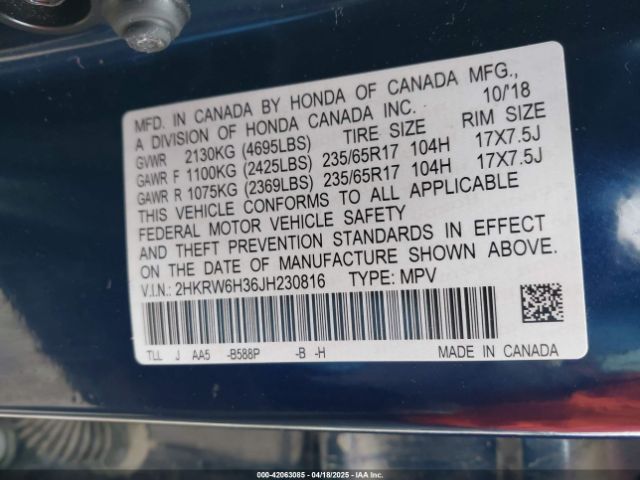 MFD. IN CANADA BY HONDA OF CANADA MFG.,
A DIVISION OF HONDA CANADA INC. 10/'18
GVWR 2130KG (4695LBS) TIRE SIZE RIM SIZE
GAWR F 1100KG (2425LBS) 235/65R17 104H 17X7.5J
GAWR R 1075KG (2369LBS) 235/65R17 104H 17X7.5J
THIS VEHICLE CONFORMS TO ALL APPLICABLE
FEDERAL MOTOR VEHICLE SAFETY
AND THEFT PREVENTION STANDARDS IN EFFECT
ON THE DATE OF MANUFACTURE SHOWN ABOVE.
V.I.N.: 2HKRW6H36JH230816 TYPE: MPV
TLL J AA5 -B588P -B -H MADE IN CANADA
000-42063085 - 04/18/2025 - IAA Inc.